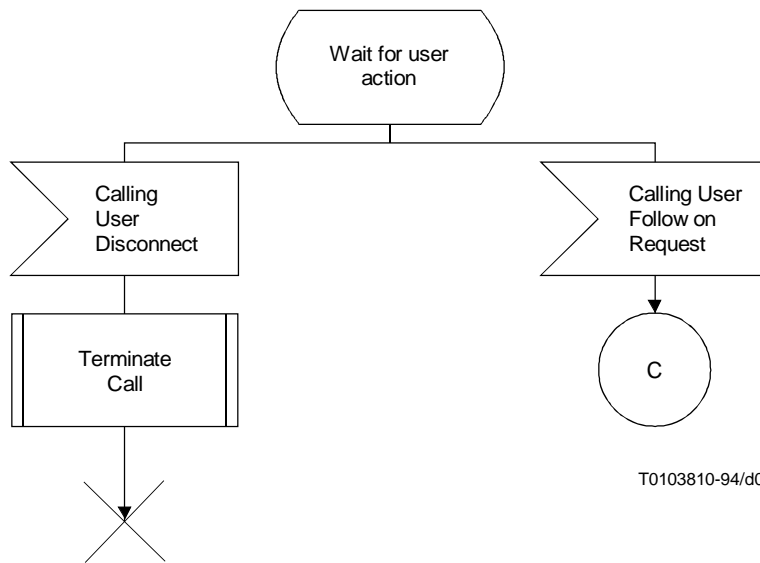 Wait for user
action
Calling
User
Disconnect
Calling User
Follow on
Request
Terminate
Call
C
T0103810-94/d0